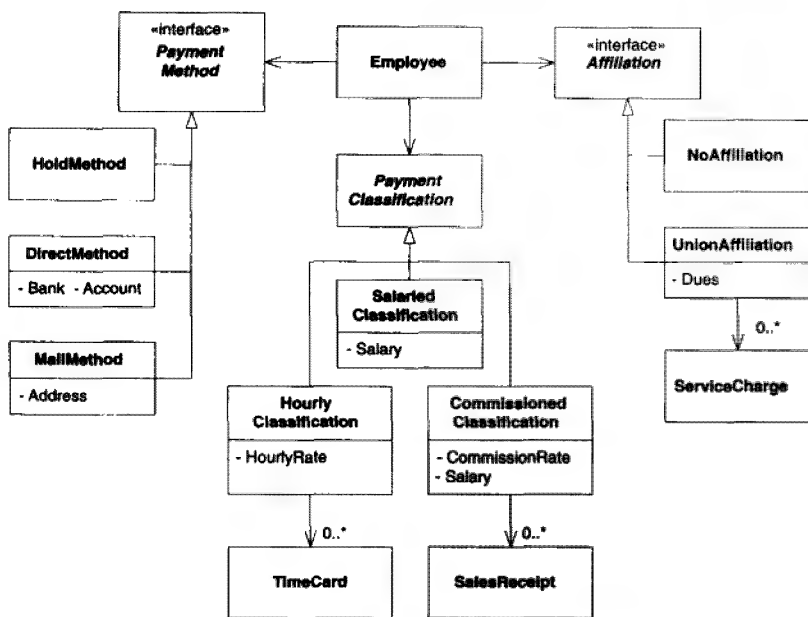 «interface»
Payment
Method
Employee
«interface»
Affiliation
HoldMethod
NoAffiliation
Payment
Classification
DirectMethod
- Bank - Account
UnionAffiliation
- Dues
Salaried
Classification
- Salary
0..*
MailMethod
- Address
ServiceCharge
Hourly
Classification
- HourlyRate
Commissioned
Classification
- CommissionRate
- Salary
0..*
0..*
TimeCard
SalesReceipt